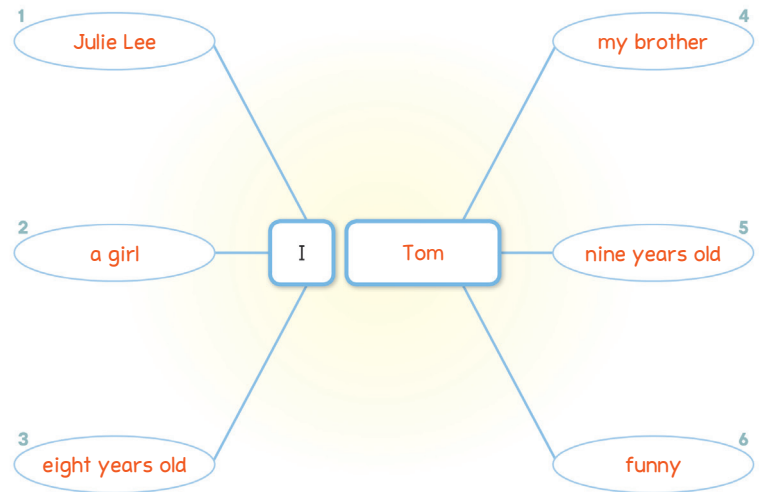 1
Julie Lee
2
a girl
3
eight years old
I
Tom
4
my brother
5
nine years old
6
funny